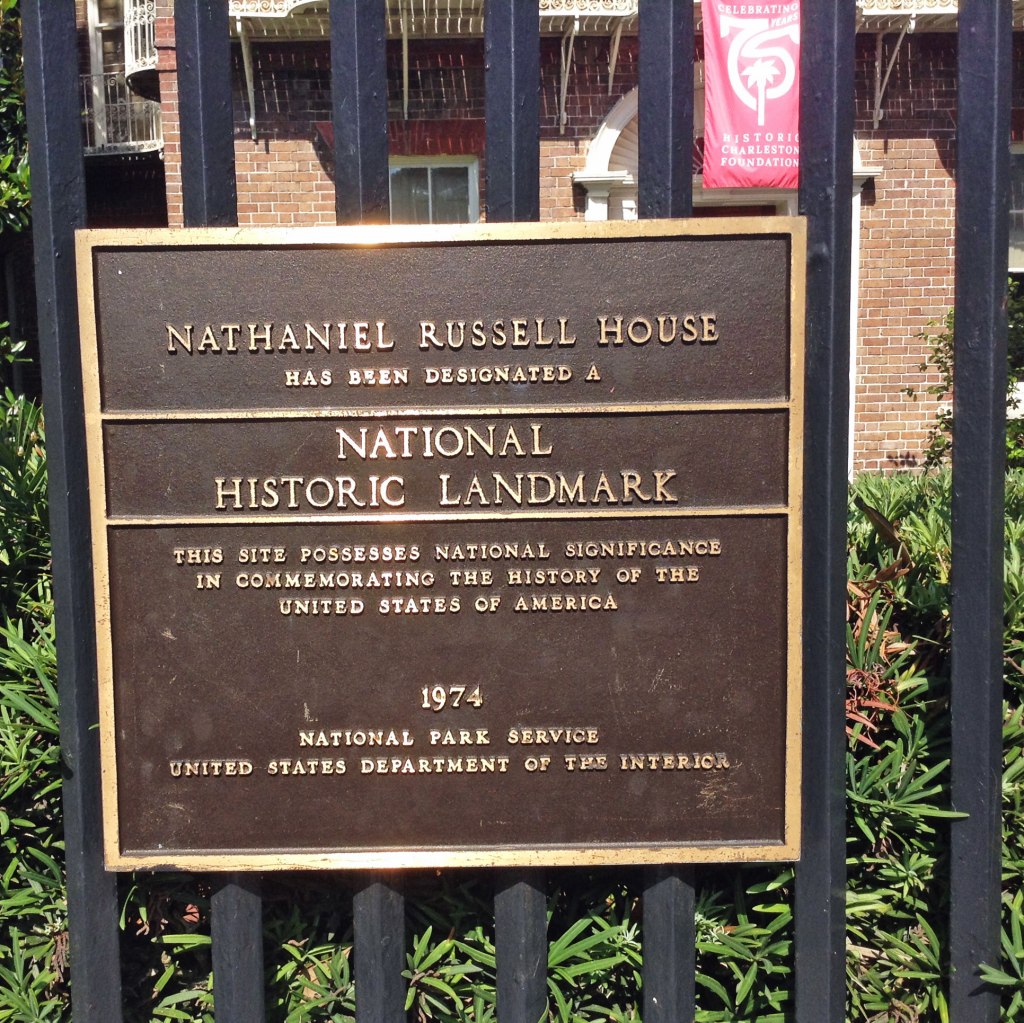 CELEBRATING
75 YEARS
HISTORIC
CHARLESTON
FOUNDATION
NATHANIEL RUSSELL HOUSE
HAS BEEN DESIGNATED A
NATIONAL
HISTORIC LANDMARK
THIS SITE POSSESSES NATIONAL SIGNIFICANCE
IN COMMEMORATING THE HISTORY OF THE
UNITED STATES OF AMERICA
1974
NATIONAL PARK SERVICE
UNITED STATES DEPARTMENT OF THE INTERIOR